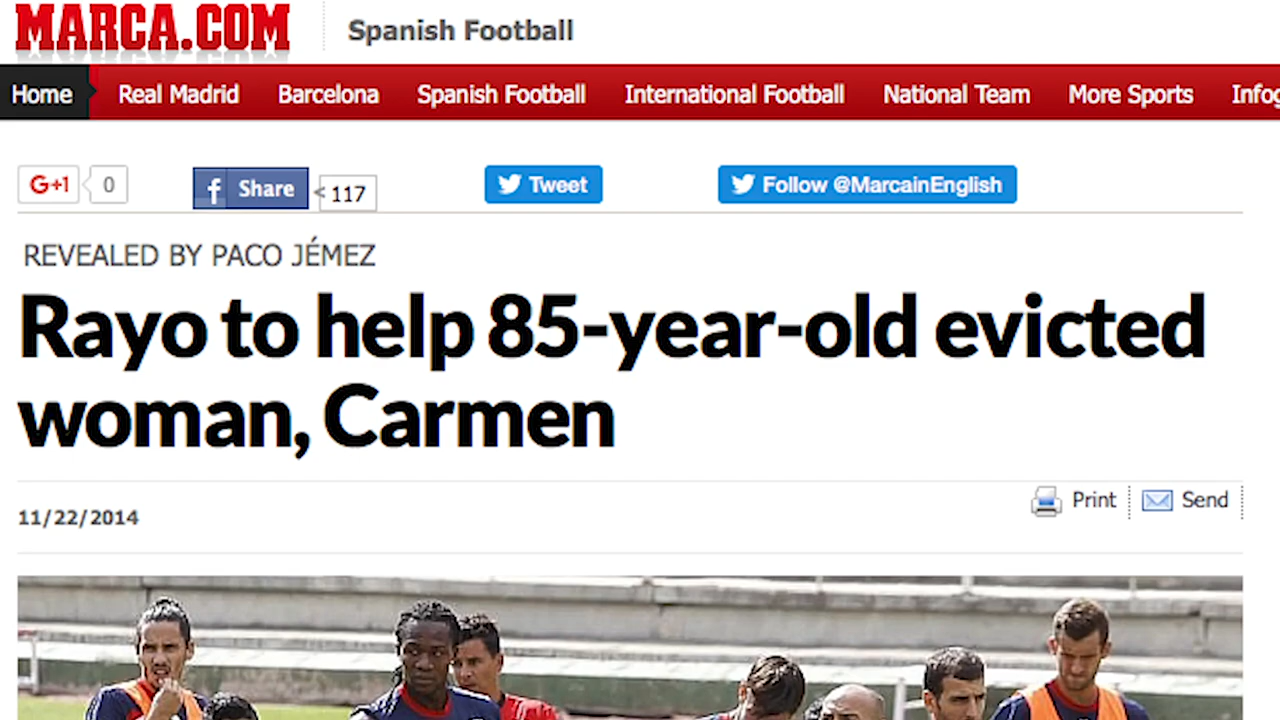 MARCA.COM Spanish Football
Home Real Madrid Barcelona Spanish Football International Football National Team More Sports
G+1 0 f Share 117 Tweet Follow @MarcainEnglish
REVEALED BY PACO JÉMEZ
Rayo to help 85-year-old evicted
woman, Carmen
Print Send
11/22/2014